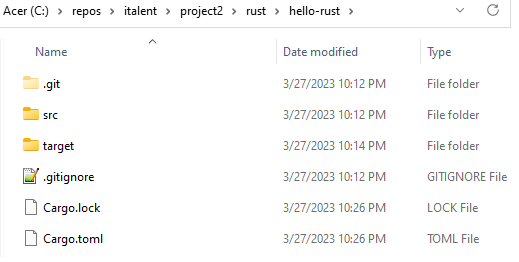 Acer (C:) > repos > italent > project2 > rust > hello-rust
Name Date modified Type
.git 3/27/2023 10:12 PM File folder
src 3/27/2023 10:12 PM File folder
target 3/27/2023 10:14 PM File folder
.gitignore 3/27/2023 10:12 PM GITIGNORE File
Cargo.lock 3/27/2023 10:26 PM LOCK File
Cargo.toml 3/27/2023 10:26 PM TOML File